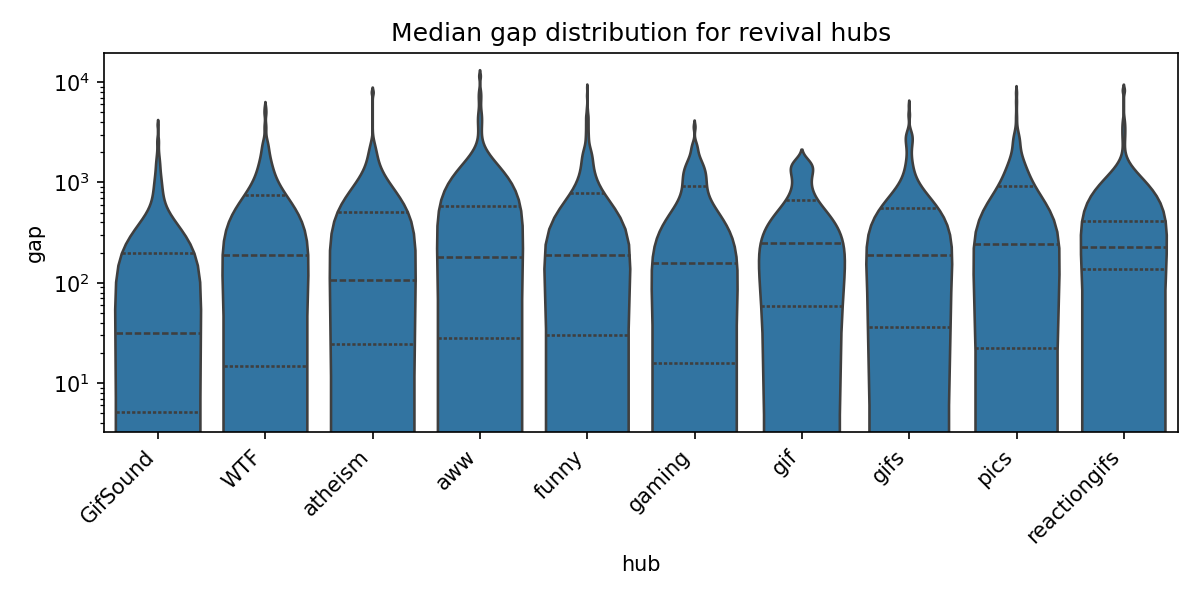 Median gap distribution for revival hubs
10⁴
10³
10²
10¹
gap
GifSound
WTF
atheism
aww
funny
gaming
gif
gifs
pics
reactiongifs
hub